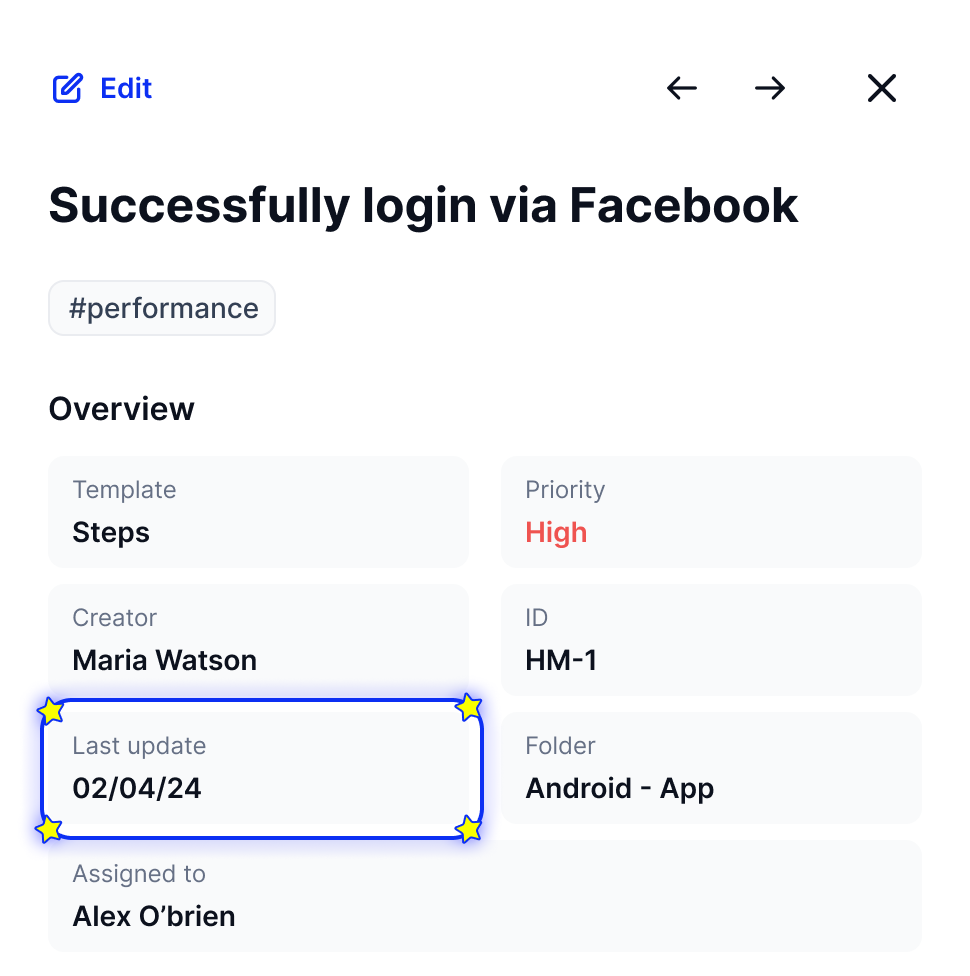 Edit
Successfully login via Facebook
#performance
Overview
Template
Steps
Priority
High
Creator
Maria Watson
ID
HM-1
Last update
02/04/24
Folder
Android - App
Assigned to
Alex O’brien